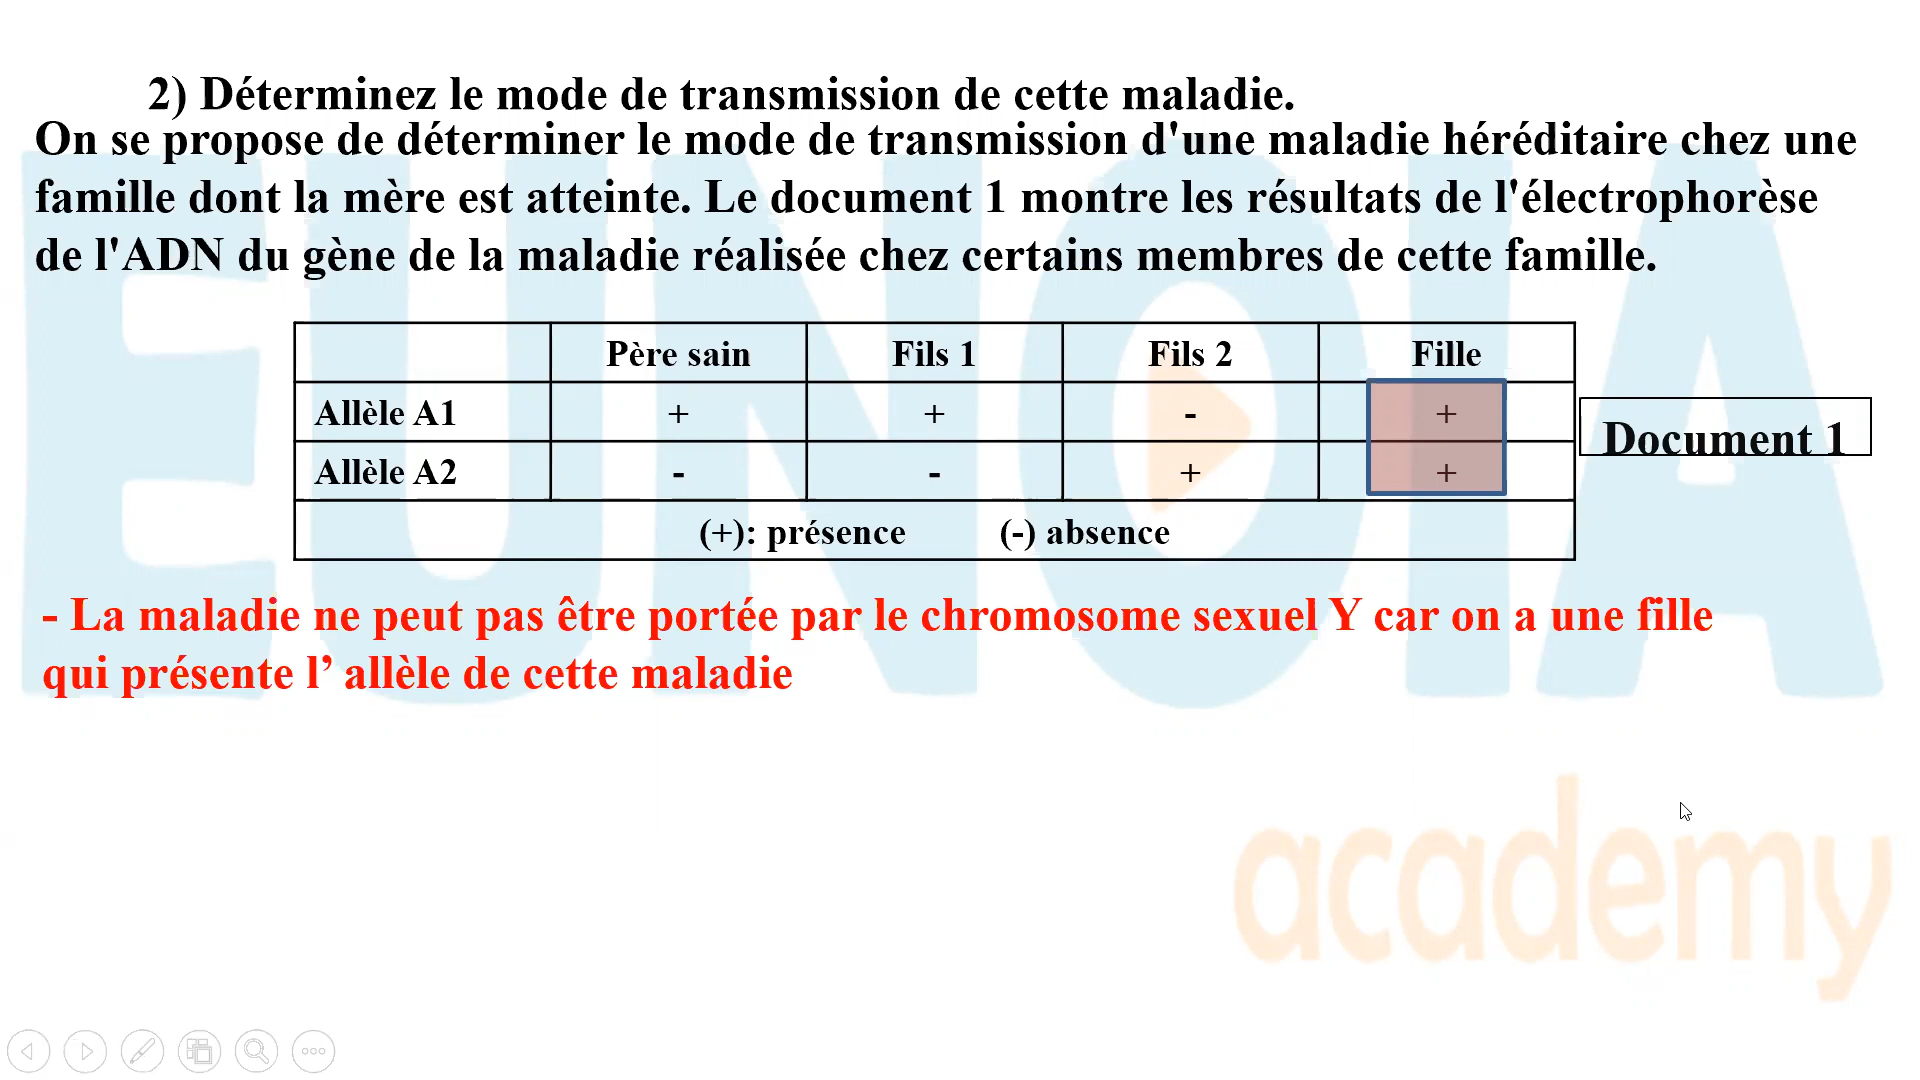 2) Déterminez le mode de transmission de cette maladie.
On se propose de déterminer le mode de transmission d'une maladie héréditaire chez une
famille dont la mère est atteinte. Le document 1 montre les résultats de l'électrophorèse
de l'ADN du gène de la maladie réalisée chez certains membres de cette famille.
Père sain Fils 1 Fils 2 Fille
Allèle A1 + + - +
Allèle A2 - - + +
(+): présence (-) absence
Document 1
- La maladie ne peut pas être portée par le chromosome sexuel Y car on a une fille
qui présente l’ allèle de cette maladie
EUNOIA
academy